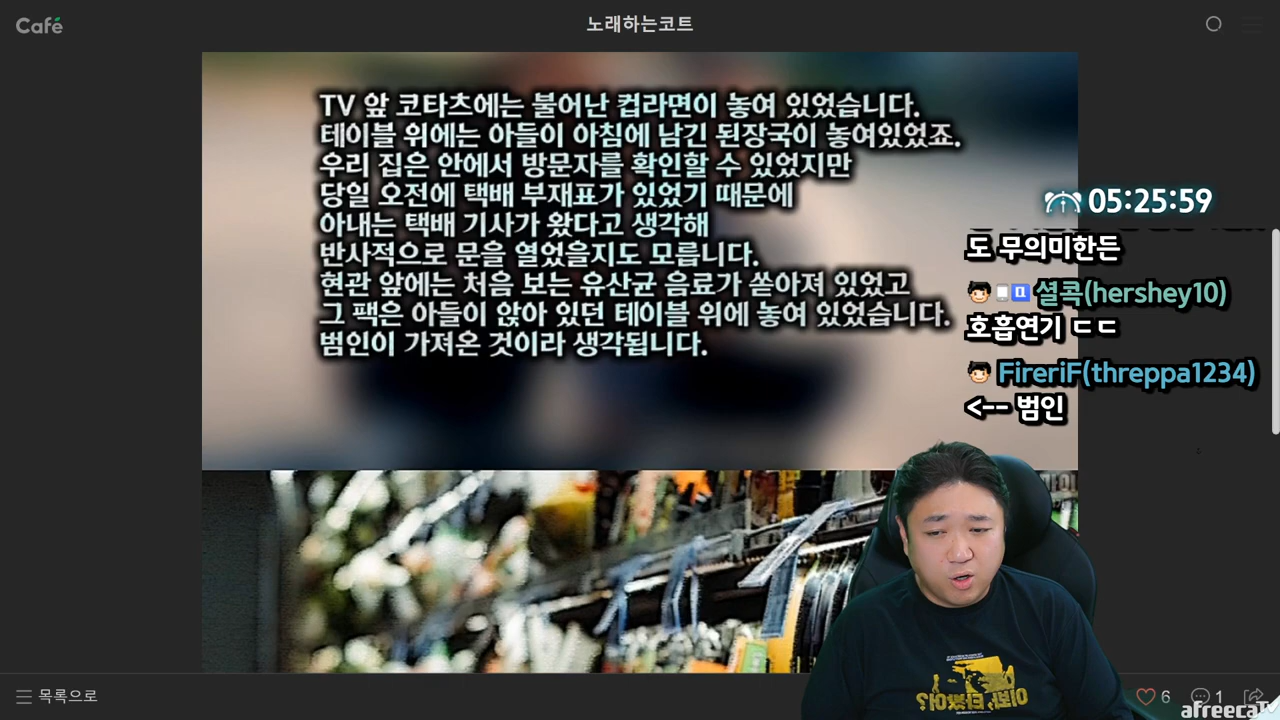 Café
노래하는코트
TV 앞 코타츠에는 불어난 컵라면이 놓여 있었습니다.
테이블 위에는 아들이 아침에 남긴 된장국이 놓여있었죠.
우리 집은 안에서 방문자를 확인할 수 있었지만
당일 오전에 택배 부재표가 있었기 때문에
아내는 택배 기사가 왔다고 생각해
반사적으로 문을 열었을지도 모릅니다.
현관 앞에는 처음 보는 유산균 음료가 쏟아져 있었고
그 팩은 아들이 앉아 있던 테이블 위에 놓여 있었습니다.
범인이 가져온 것이라 생각됩니다.
05:25:59
도 무의미한든
셜콕(hershey10)
호흡연기 ㄷㄷ
FireriF(threppa1234)
<-- 범인
목록으로
6
1
afreecaTV